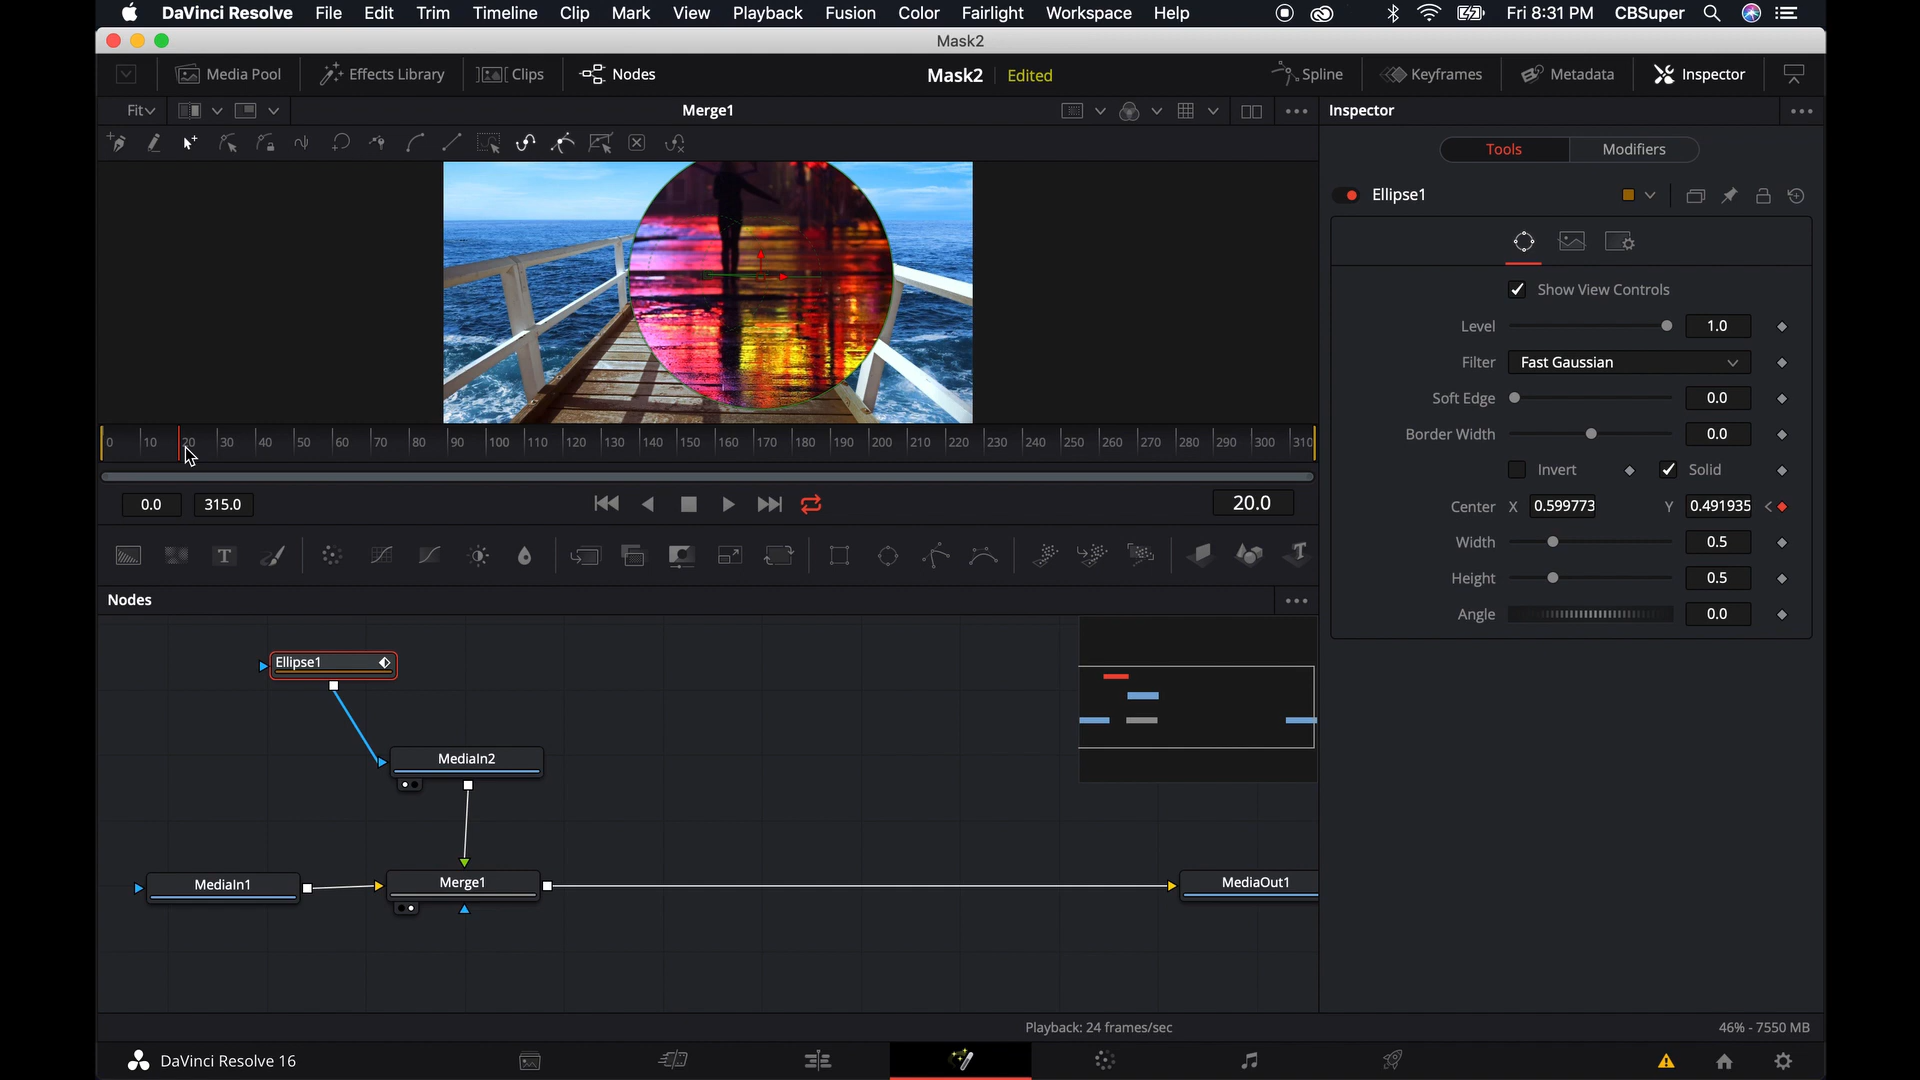 DaVinci Resolve File Edit Trim Timeline Clip Mark View Playback Fusion Color Fairlight Workspace Help Fri 8:31 PM CBSuper
Mask2
Media Pool Effects Library Clips Nodes Mask2 Edited Spline Keyframes Metadata Inspector
Fit Merge1 Inspector
Tools Modifiers
Ellipse1
Show View Controls
Level 1.0
Filter Fast Gaussian
Soft Edge 0.0
Border Width 0.0
Invert Solid
Center X 0.599773 Y 0.491935
Width 0.5
Height 0.5
Angle 0.0
0 10 20 30 40 50 60 70 80 90 100 110 120 130 140 150 160 170 180 190 200 210 220 230 240 250 260 270 280 290 300 310
0.0 315.0 20.0
T T
Nodes
Ellipse1
MediaIn2
MediaIn1 Merge1 MediaOut1
Playback: 24 frames/sec 46% - 7550 MB
DaVinci Resolve 16